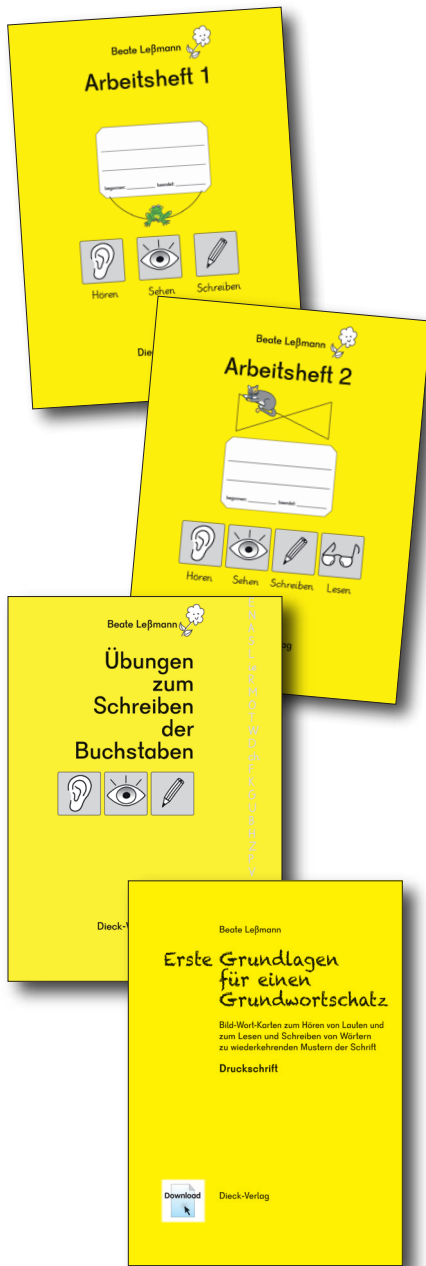 Beate Leßmann
Arbeitsheft 1
begonnen: beendet:
Hören Sehen Schreiben
Beate Leßmann
Arbeitsheft 2
begonnen: beendet:
Hören Sehen Schreiben Lesen
Beate Leßmann
Übungen
zum
Schreiben
der
Buchstaben
Beate Leßmann
Erste Grundlagen
für einen
Grundwortschatz
Bild-Wort-Karten zum Hören von Lauten und
zum Lesen und Schreiben von Wörtern
zu wiederkehrenden Mustern der Schrift
Druckschrift
Download
Dieck-Verlag